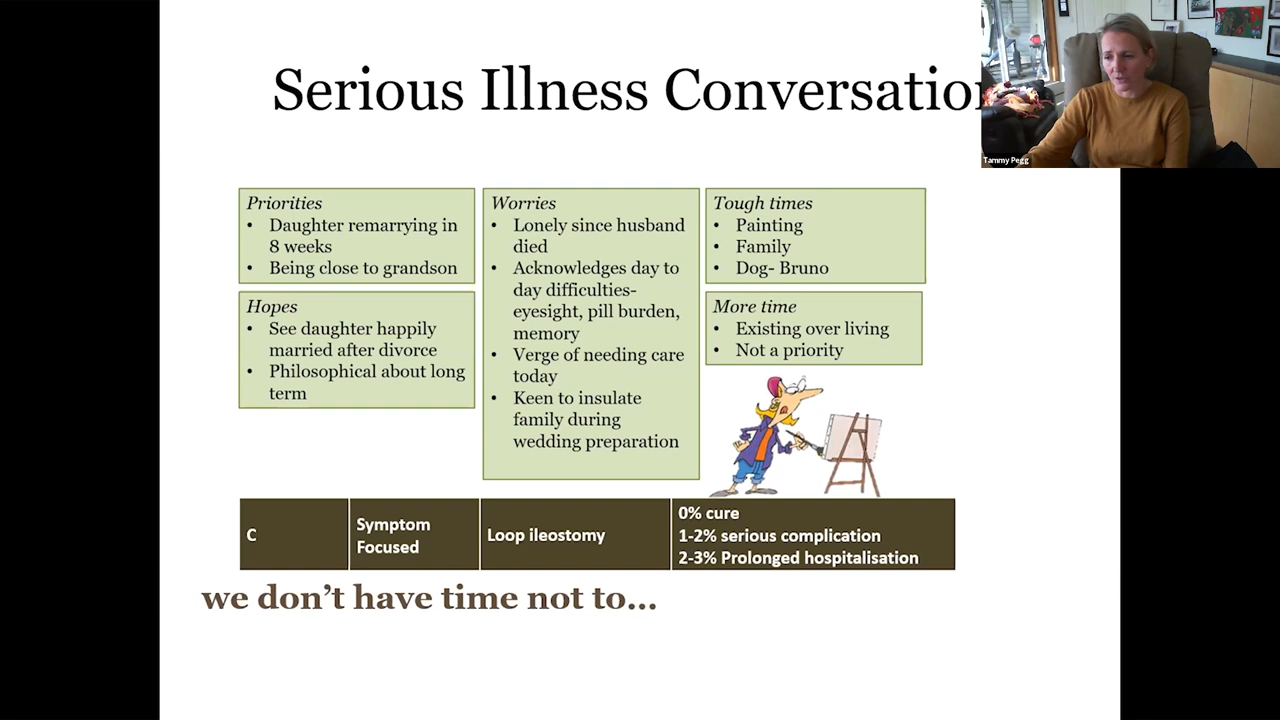 Serious Illness Conversation
Tammy Pegg
Priorities
• Daughter remarrying in
8 weeks
• Being close to grandson
Hopes
• See daughter happily
married after divorce
• Philosophical about long
term
Worries
• Lonely since husband
died
• Acknowledges day to
day difficulties-
eyesight, pill burden,
memory
• Verge of needing care
today
• Keen to insulate
family during
wedding preparation
Tough times
• Painting
• Family
• Dog- Bruno
More time
• Existing over living
• Not a priority
C
Symptom
Focused
Loop ileostomy
0% cure
1-2% serious complication
2-3% Prolonged hospitalisation
we don’t have time not to…